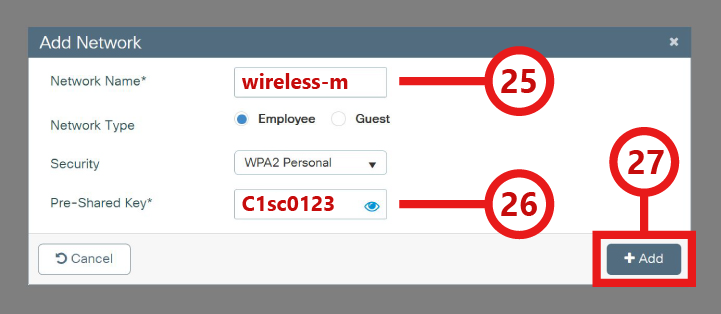 Add Network
Network Name* wireless-m 25
Network Type Employee Guest
Security WPA2 Personal 27
Pre-Shared Key* C1sc0123 26
Cancel Add